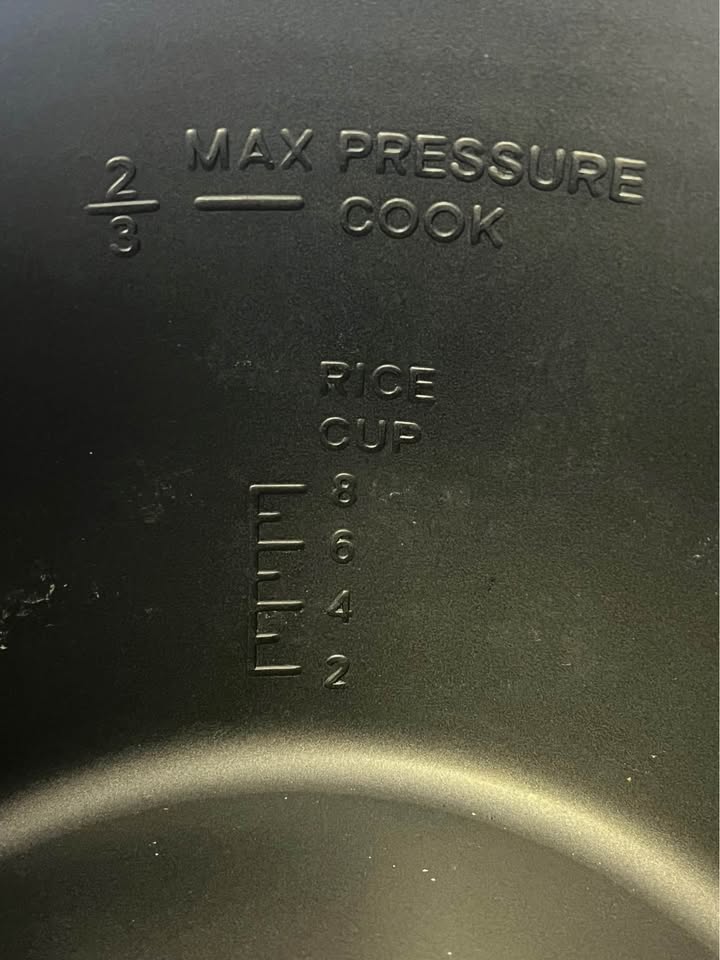 MAX PRESSURE
2/3 — COOK
RICE
CUP
8
6
4
2